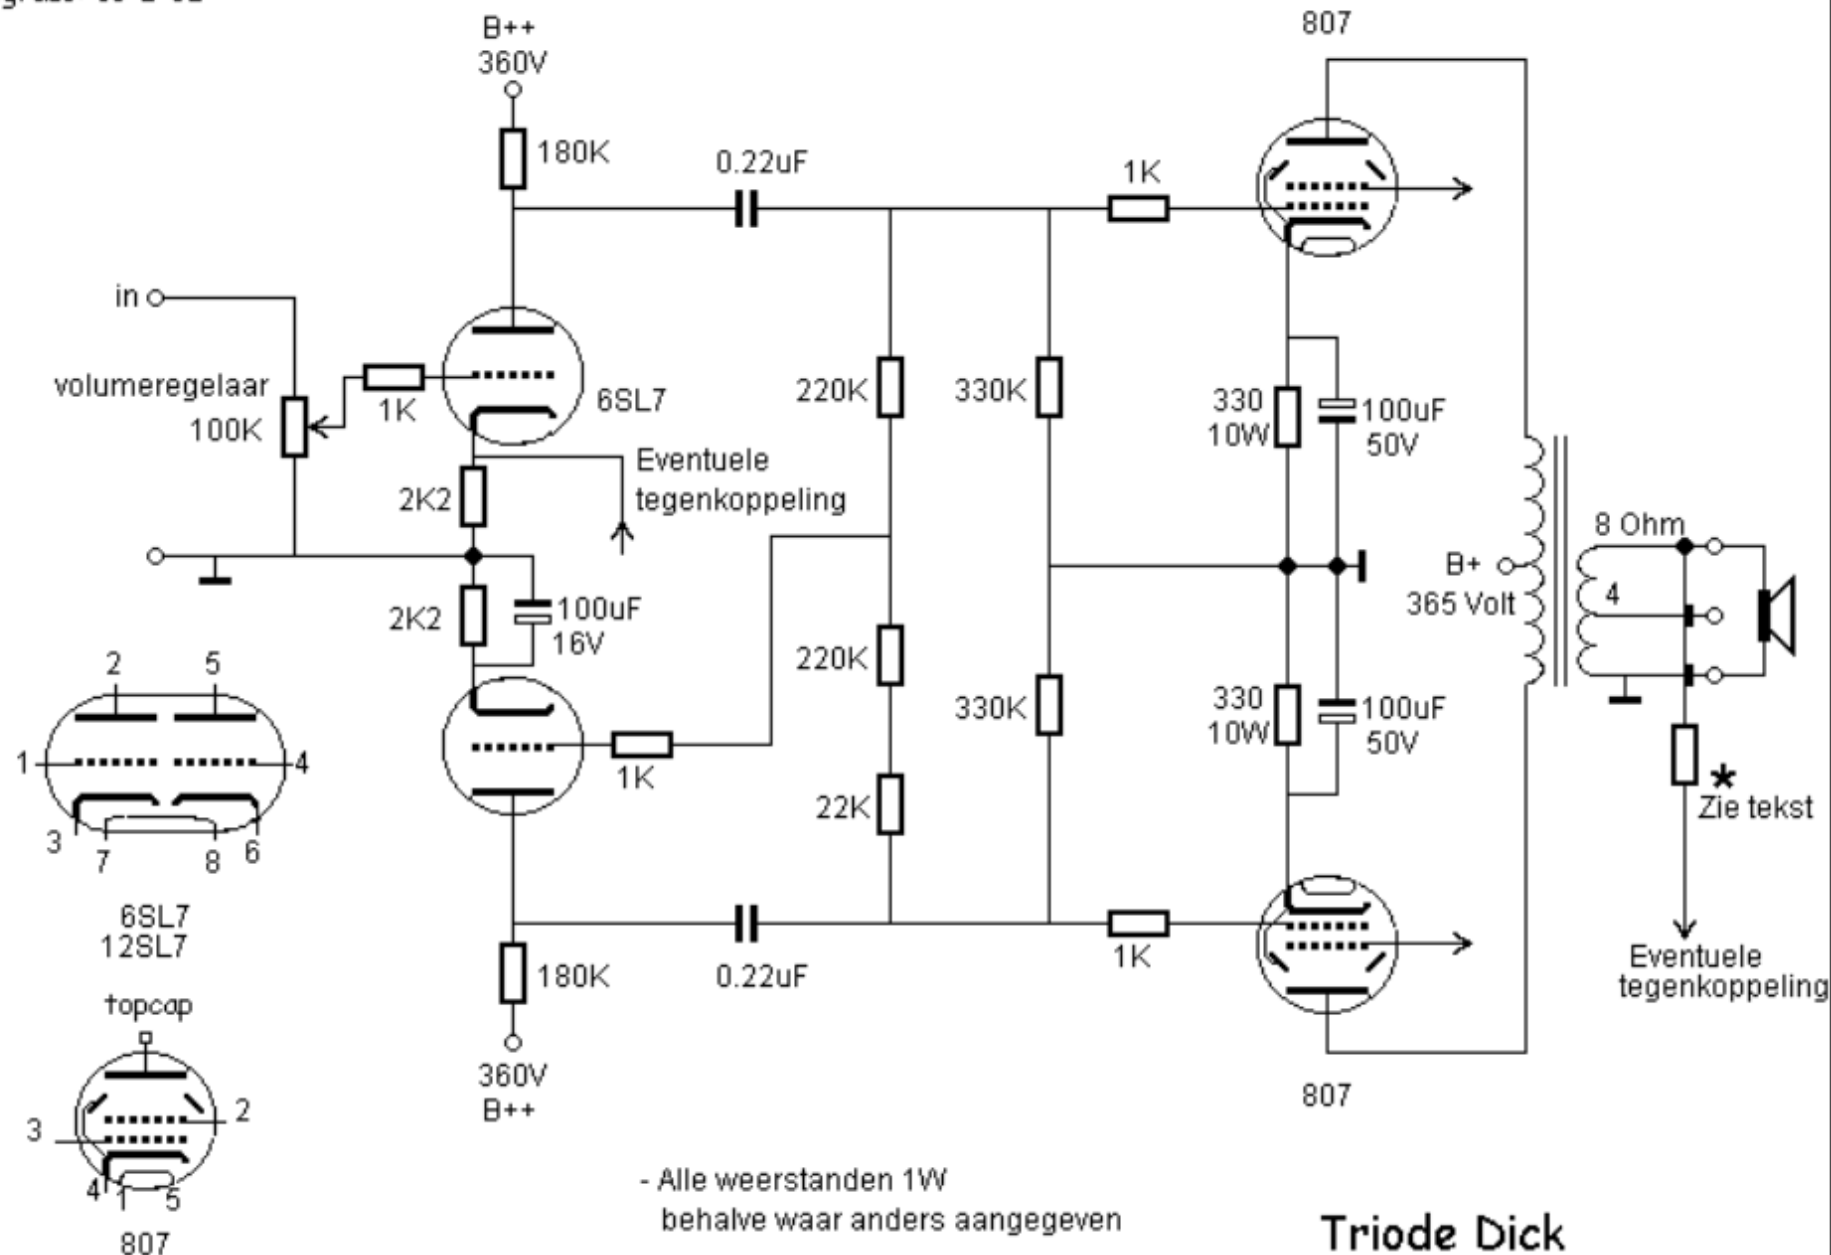 B++
360V
807
180K
0.22uF
1K
in
volumeregelaar
100K
1K
6SL7
220K
330K
330
10W
100uF
50V
Eventuele
tegenkoppeling
2K2
8 Ohm
B+
365 Volt
4
2K2
100uF
16V
220K
330K
330
10W
100uF
50V
2
5
1
4
3
7
8
6
1K
22K
*
Zie tekst
6SL7
12SL7
180K
0.22uF
1K
Eventuele
tegenkoppeling
topcap
360V
B++
807
3
2
4
1
5
807
- Alle weerstanden 1W
behalve waar anders aangegeven
Triode Dick